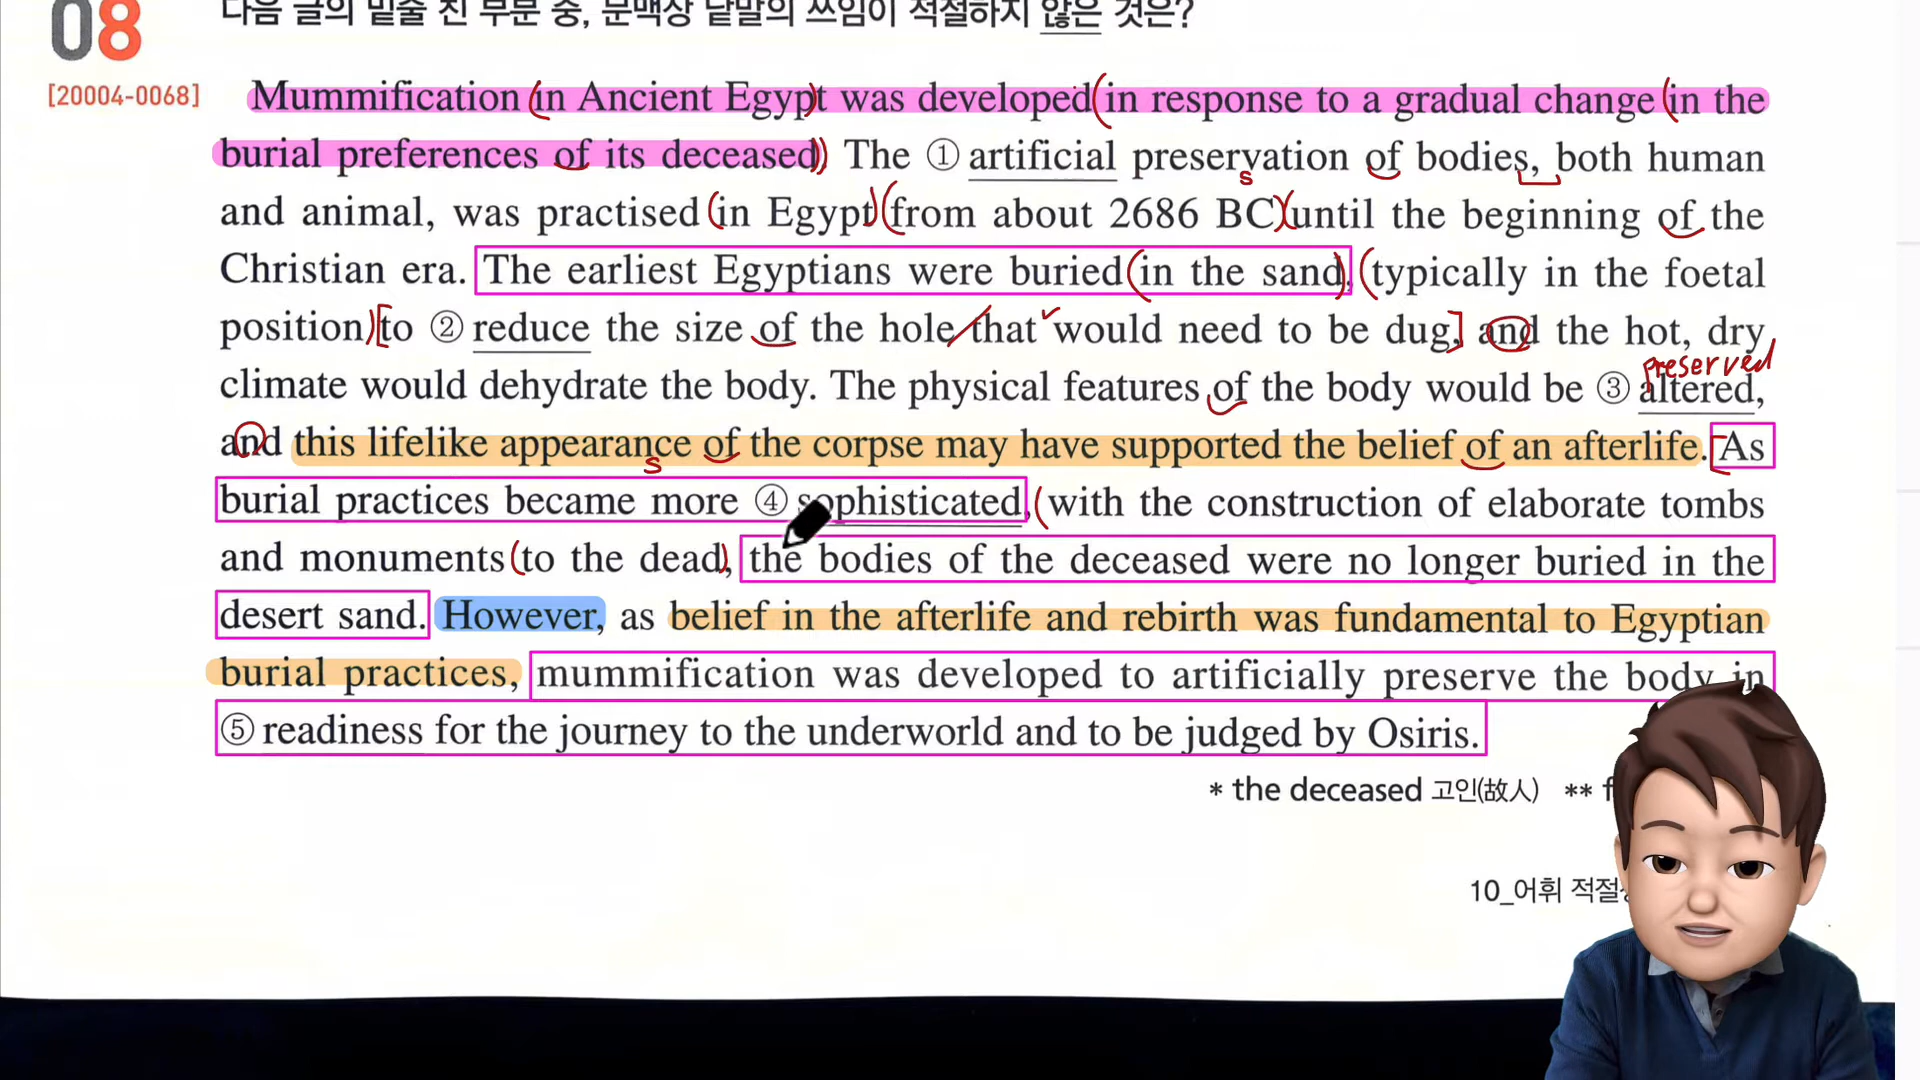 다음 글의 밑줄 친 부분 중, 문맥상 낱말의 쓰임이 적절하지 않은 것은?
08
[20004-0068]
Mummification in Ancient Egypt was developed in response to a gradual change in the
burial preferences of its deceased. The ① artificial preservation of bodies, both human
s
and animal, was practised in Egypt from about 2686 BC until the beginning of the
Christian era. The earliest Egyptians were buried in the sand, typically in the foetal
position, to ② reduce the size of the hole that would need to be dug, and the hot, dry
preserved
climate would dehydrate the body. The physical features of the body would be ③ altered,
and this lifelike appearance of the corpse may have supported the belief of an afterlife. As
s
burial practices became more ④ sophisticated, with the construction of elaborate tombs
and monuments to the dead, the bodies of the deceased were no longer buried in the
desert sand. However, as belief in the afterlife and rebirth was fundamental to Egyptian
burial practices, mummification was developed to artificially preserve the body in
⑤ readiness for the journey to the underworld and to be judged by Osiris.
* the deceased 고인(故人) **
10_어휘